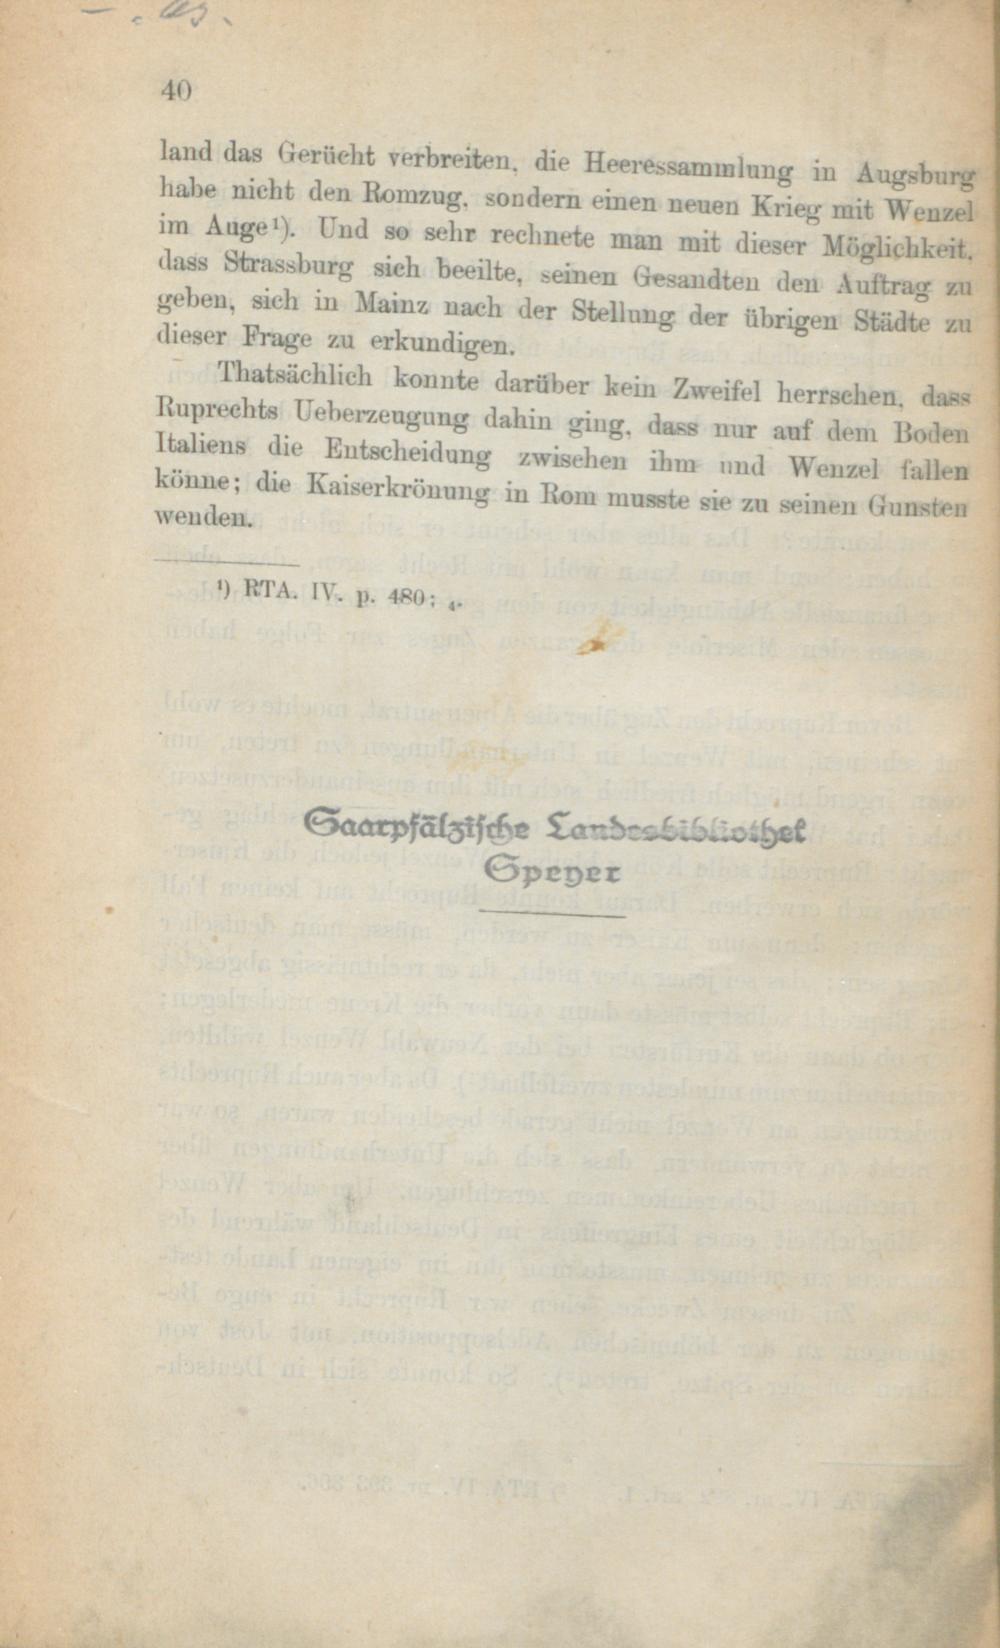 40
land das Gerücht verbreiten, die Heeressammlung in Augsburg
habe nicht den Romzug, sondern einen neuen Krieg mit Wenzel
im Auge¹). Und so sehr rechnete man mit dieser Möglichkeit,
dass Strassburg sich beeilte, seinen Gesandten den Auftrag zu
geben, sich in Mainz nach der Stellung der übrigen Städte zu
dieser Frage zu erkundigen.
Thatsächlich konnte darüber kein Zweifel herrschen, dass
Ruprechts Ueberzeugung dahin ging, dass nur auf dem Boden
Italiens die Entscheidung zwischen ihm und Wenzel fallen
könne; die Kaiserkrönung in Rom musste sie zu seinen Gunsten
wenden.
¹) RTA. IV. p. 480; ₄.
Saarpfälzische Landesbibliothek
Speyer